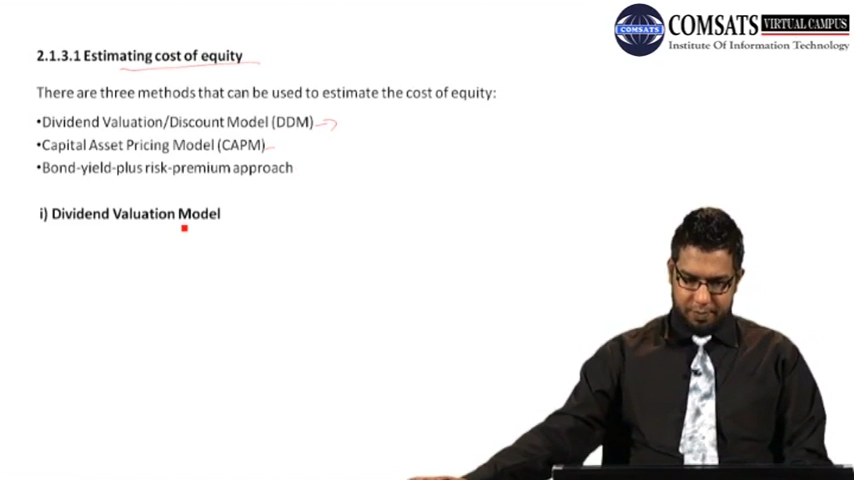 COMSATS VIRTUAL CAMPUS
COMSATS
Institute Of Information Technology
2.1.3.1 Estimating cost of equity
There are three methods that can be used to estimate the cost of equity:
•Dividend Valuation/Discount Model (DDM)
•Capital Asset Pricing Model (CAPM)
•Bond-yield-plus risk-premium approach
i) Dividend Valuation Model